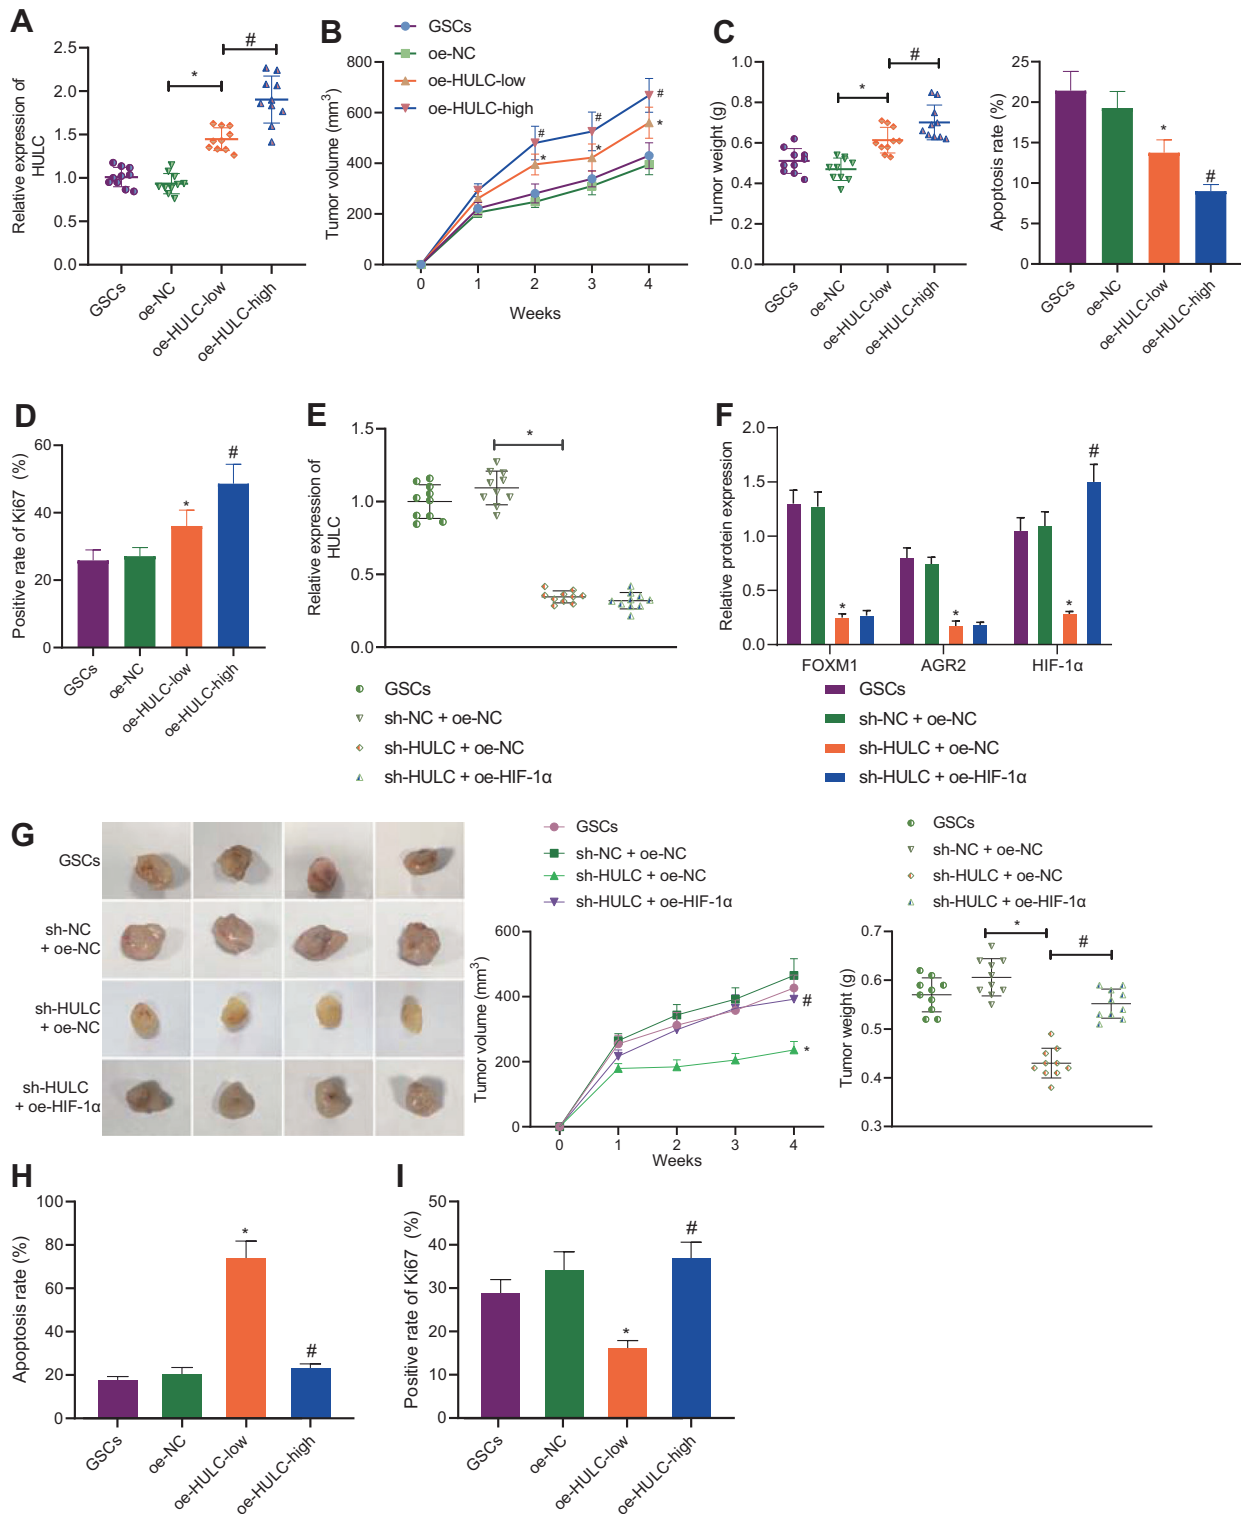 A
Relative expression of
HULC
2.5
2.0
1.5
1.0
0.5
0.0
*
#
GSCs
oe-NC
oe-HULC-low
oe-HULC-high
B
GSCs
oe-NC
oe-HULC-low
oe-HULC-high
Tumor volume (mm³)
800
600
400
200
0
#
*
#
*
#
*
0 1 2 3 4
Weeks
C
Tumor weight (g)
1.0
0.8
0.6
0.4
0.2
0.0
*
#
GSCs
oe-NC
oe-HULC-low
oe-HULC-high
Apoptosis rate (%)
25
20
15
10
5
0
*
#
GSCs
oe-NC
oe-HULC-low
oe-HULC-high
D
Positive rate of Ki67 (%)
60
40
20
0
*
#
GSCs
oe-NC
oe-HULC-low
oe-HULC-high
E
Relative expression of
HULC
1.5
1.0
0.5
0.0
*
GSCs
sh-NC + oe-NC
sh-HULC + oe-NC
sh-HULC + oe-HIF-1α
F
Relative protein expression
2.0
1.5
1.0
0.5
0.0
*
*
*
#
FOXM1 AGR2 HIF-1α
GSCs
sh-NC + oe-NC
sh-HULC + oe-NC
sh-HULC + oe-HIF-1α
G
GSCs
sh-NC
+ oe-NC
sh-HULC
+ oe-NC
sh-HULC
+ oe-HIF-1α
GSCs
sh-NC + oe-NC
sh-HULC + oe-NC
sh-HULC + oe-HIF-1α
Tumor volume (mm³)
600
400
200
0
#
*
0 1 2 3 4
Weeks
GSCs
sh-NC + oe-NC
sh-HULC + oe-NC
sh-HULC + oe-HIF-1α
Tumor weight (g)
0.7
0.6
0.5
0.4
0.3
*
#
H
Apoptosis rate (%)
100
80
60
40
20
0
*
#
GSCs
oe-NC
oe-HULC-low
oe-HULC-high
I
Positive rate of Ki67 (%)
50
40
30
20
10
0
*
#
GSCs
oe-NC
oe-HULC-low
oe-HULC-high